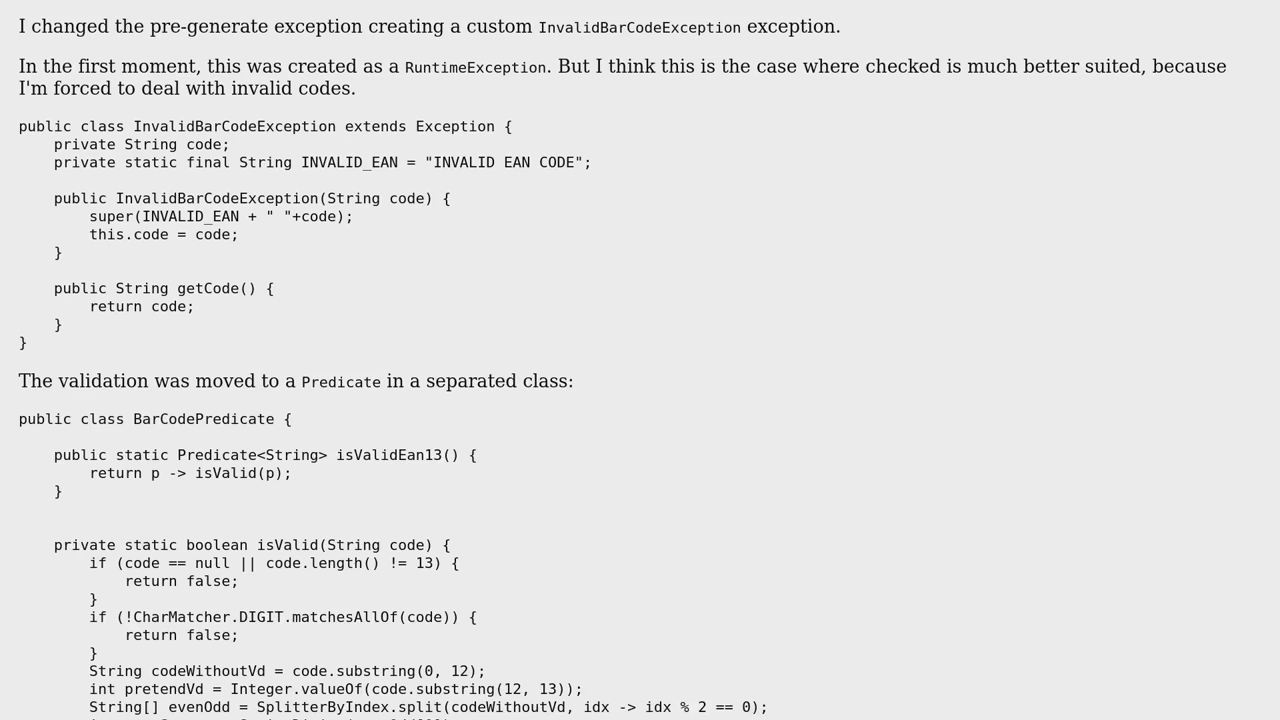 I changed the pre-generate exception creating a custom InvalidBarCodeException exception.
In the first moment, this was created as a RuntimeException. But I think this is the case where checked is much better suited, because
I'm forced to deal with invalid codes.
public class InvalidBarCodeException extends Exception {
    private String code;
    private static final String INVALID_EAN = "INVALID EAN CODE";

    public InvalidBarCodeException(String code) {
        super(INVALID_EAN + " "+code);
        this.code = code;
    }

    public String getCode() {
        return code;
    }
}
The validation was moved to a Predicate in a separated class:
public class BarCodePredicate {

    public static Predicate<String> isValidEan13() {
        return p -> isValid(p);
    }


    private static boolean isValid(String code) {
        if (code == null || code.length() != 13) {
            return false;
        }
        if (!CharMatcher.DIGIT.matchesAllOf(code)) {
            return false;
        }
        String codeWithoutVd = code.substring(0, 12);
        int pretendVd = Integer.valueOf(code.substring(12, 13));
        String[] evenOdd = SplitterByIndex.split(codeWithoutVd, idx -> idx % 2 == 0);